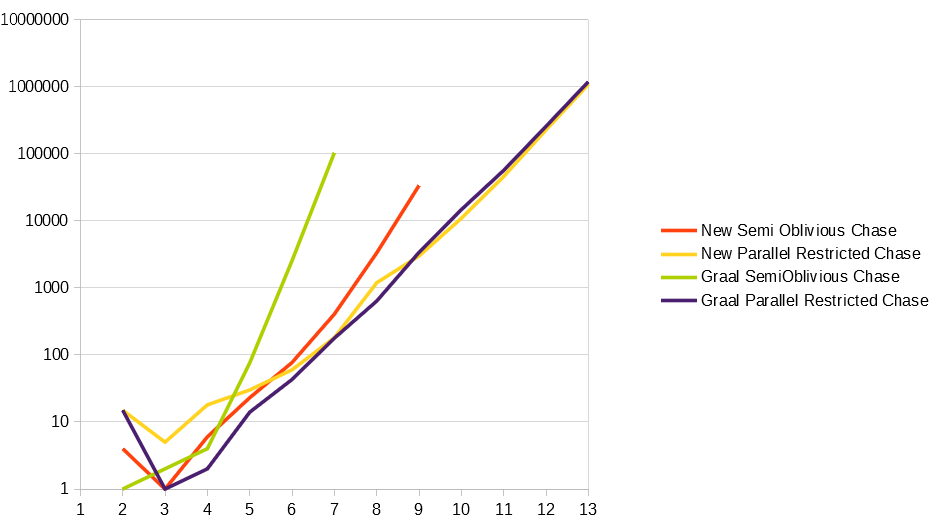 10000000
1000000
100000
10000
1000
100
10
1
1 2 3 4 5 6 7 8 9 10 11 12 13
New Semi Oblivious Chase
New Parallel Restricted Chase
Graal SemiOblivious Chase
Graal Parallel Restricted Chase